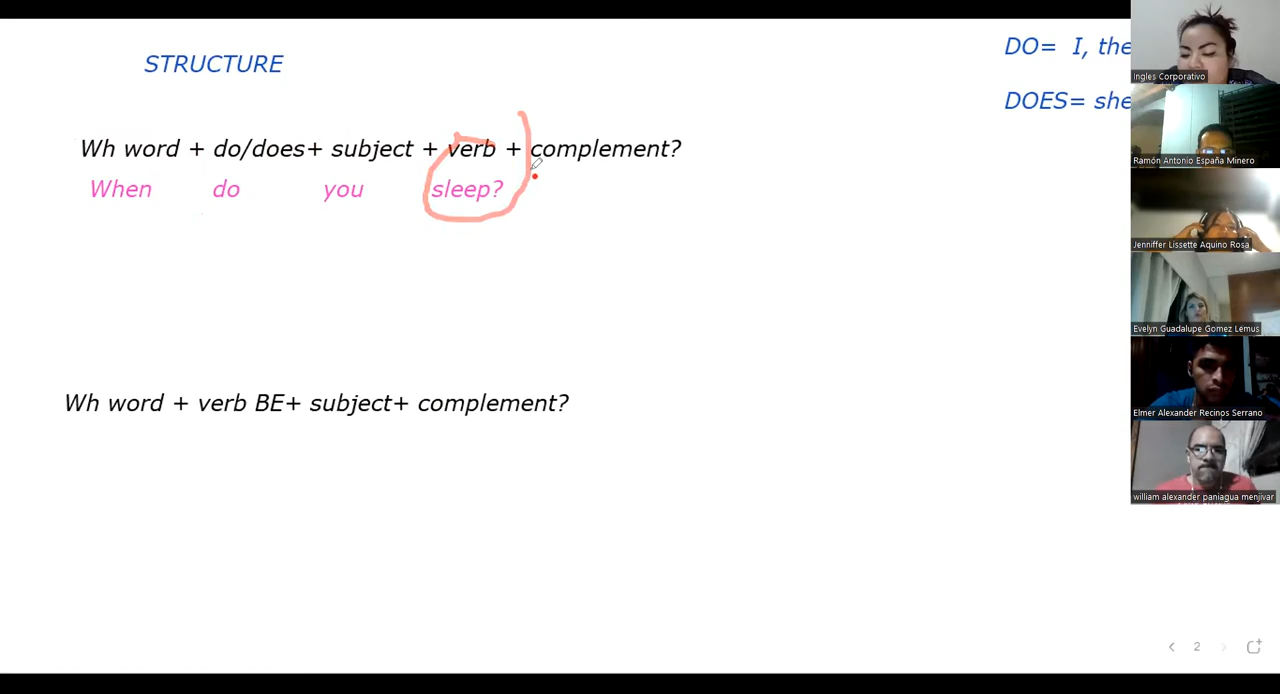 STRUCTURE
DO= I, the
DOES= she
Wh word + do/does+ subject + verb + complement?
When do you sleep?
Wh word + verb BE+ subject+ complement?
Ingles Corporativo
Ramón Antonio España Minero
Jenniffer Lissette Aquino Rosa
Evelyn Guadalupe Gomez Lemus
Elmer Alexander Recinos Serrano
william alexander paniagua menjivar
2